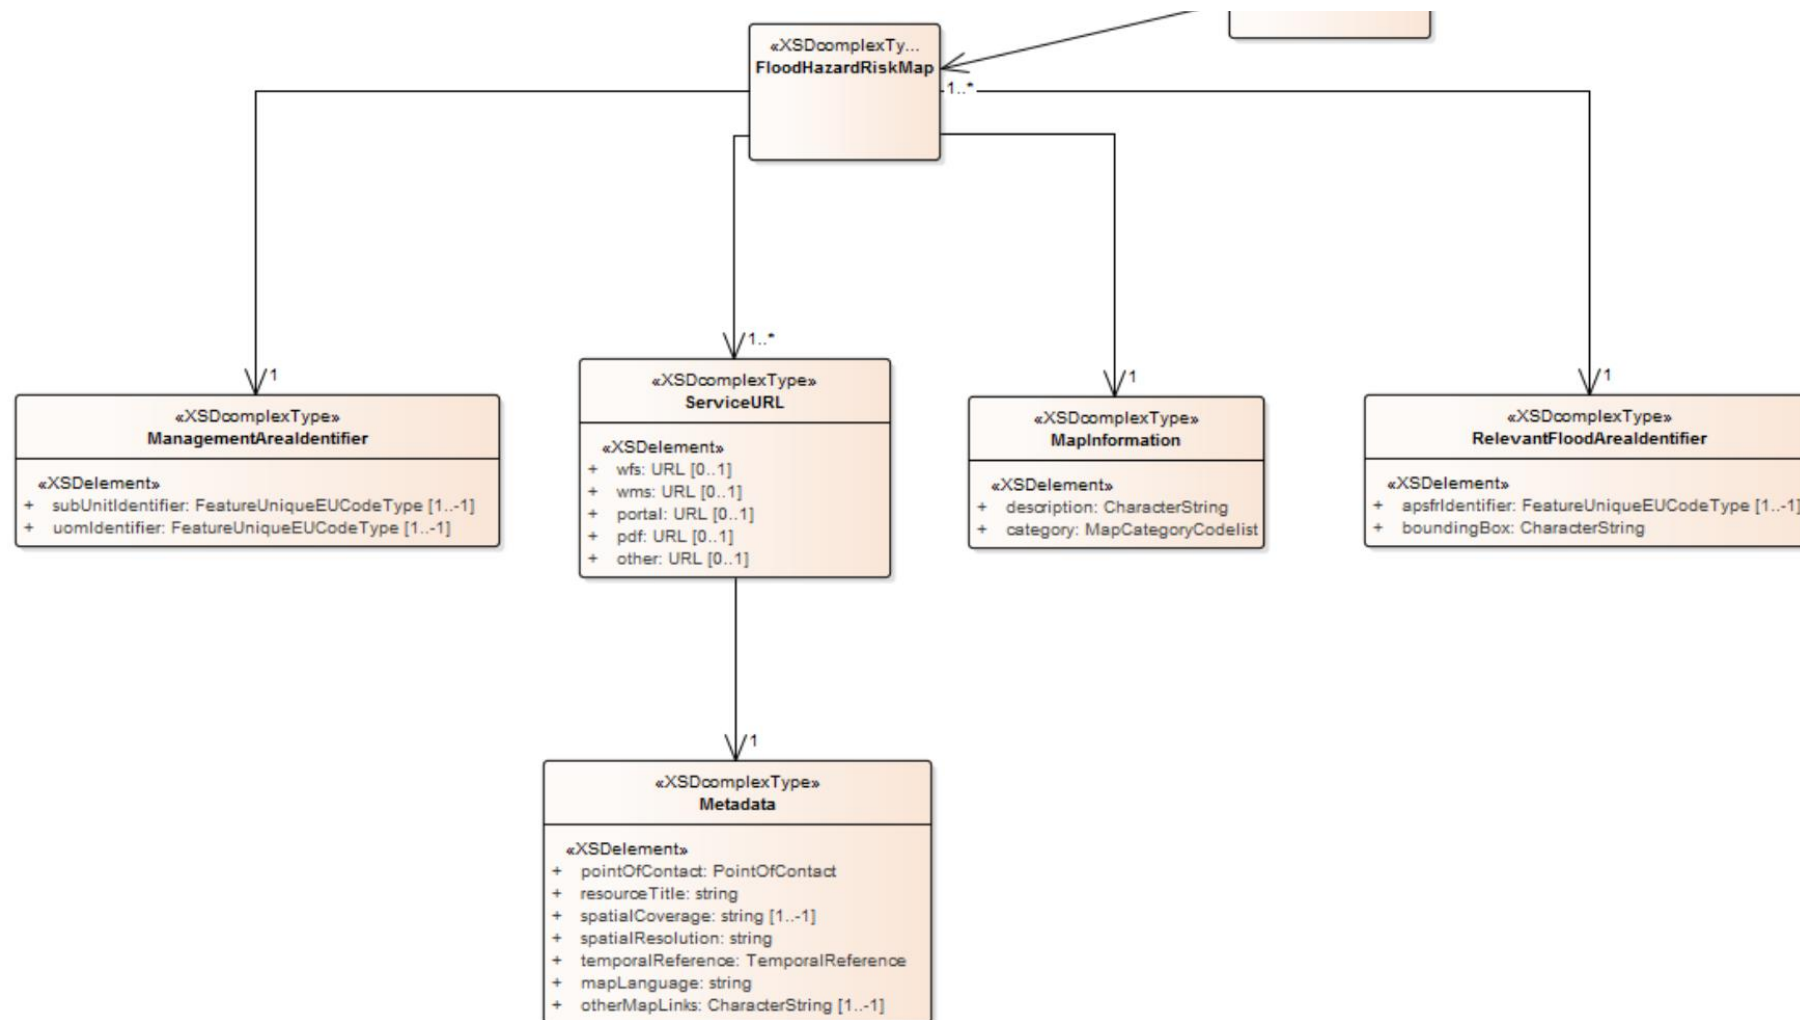 «XSDcomplexTy...
FloodHazardRiskMap
1..*
1
1..*
1
1
«XSDcomplexType»
ManagementAreaIdentifier
«XSDelement»
+ subUnitIdentifier: FeatureUniqueEUCodeType [1..-1]
+ uomIdentifier: FeatureUniqueEUCodeType [1..-1]
«XSDcomplexType»
ServiceURL
«XSDelement»
+ wfs: URL [0..1]
+ wms: URL [0..1]
+ portal: URL [0..1]
+ pdf: URL [0..1]
+ other: URL [0..1]
«XSDcomplexType»
MapInformation
«XSDelement»
+ description: CharacterString
+ category: MapCategoryCodelist
«XSDcomplexType»
RelevantFloodAreaIdentifier
«XSDelement»
+ apsfrIdentifier: FeatureUniqueEUCodeType [1..-1]
+ boundingBox: CharacterString
1
«XSDcomplexType»
Metadata
«XSDelement»
+ pointOfContact: PointOfContact
+ resourceTitle: string
+ spatialCoverage: string [1..-1]
+ spatialResolution: string
+ temporalReference: TemporalReference
+ mapLanguage: string
+ otherMapLinks: CharacterString [1..-1]